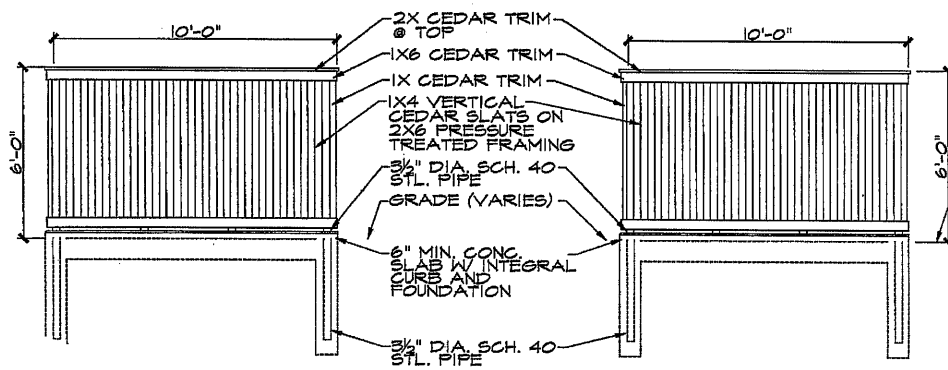 10'-0"
2X CEDAR TRIM
@ TOP
10'-0"
1X6 CEDAR TRIM
1X CEDAR TRIM
1X4 VERTICAL
CEDAR SLATS ON
2X6 PRESSURE
TREATED FRAMING
6'-0"
6'-0"
3½" DIA. SCH. 40
STL. PIPE
GRADE (VARIES)
6" MIN. CONC.
SLAB W/ INTEGRAL
CURB AND
FOUNDATION
3½" DIA. SCH. 40
STL. PIPE